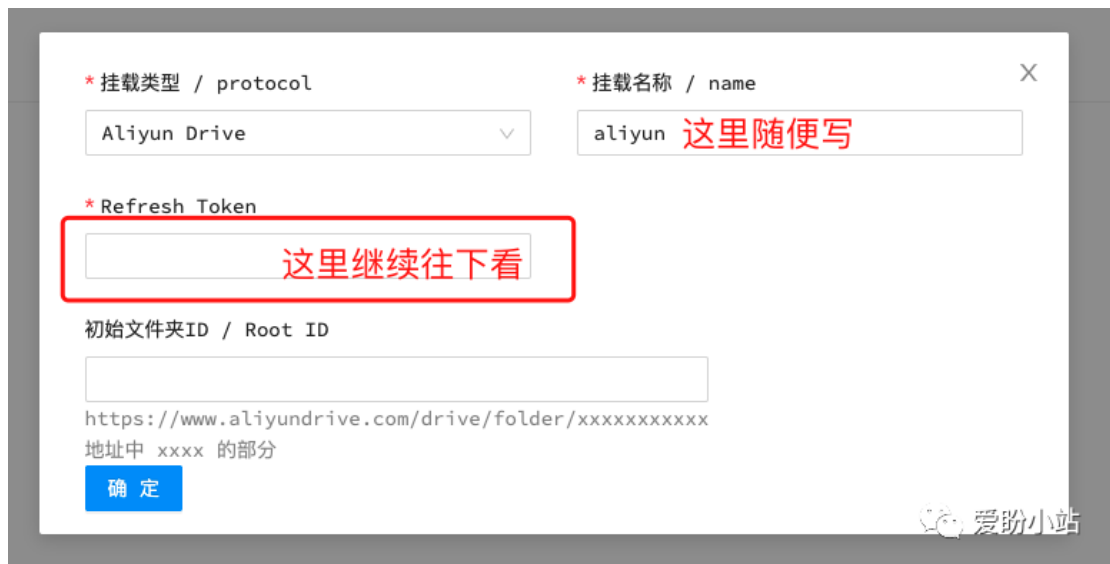 * 挂载类型 / protocol
* 挂载名称 / name
Aliyun Drive
aliyun 这里随便写
* Refresh Token
这里继续往下看
初始文件夹ID / Root ID
https://www.aliyundrive.com/drive/folder/xxxxxxxxxxx
地址中 xxxx 的部分
确 定
爱盼小站